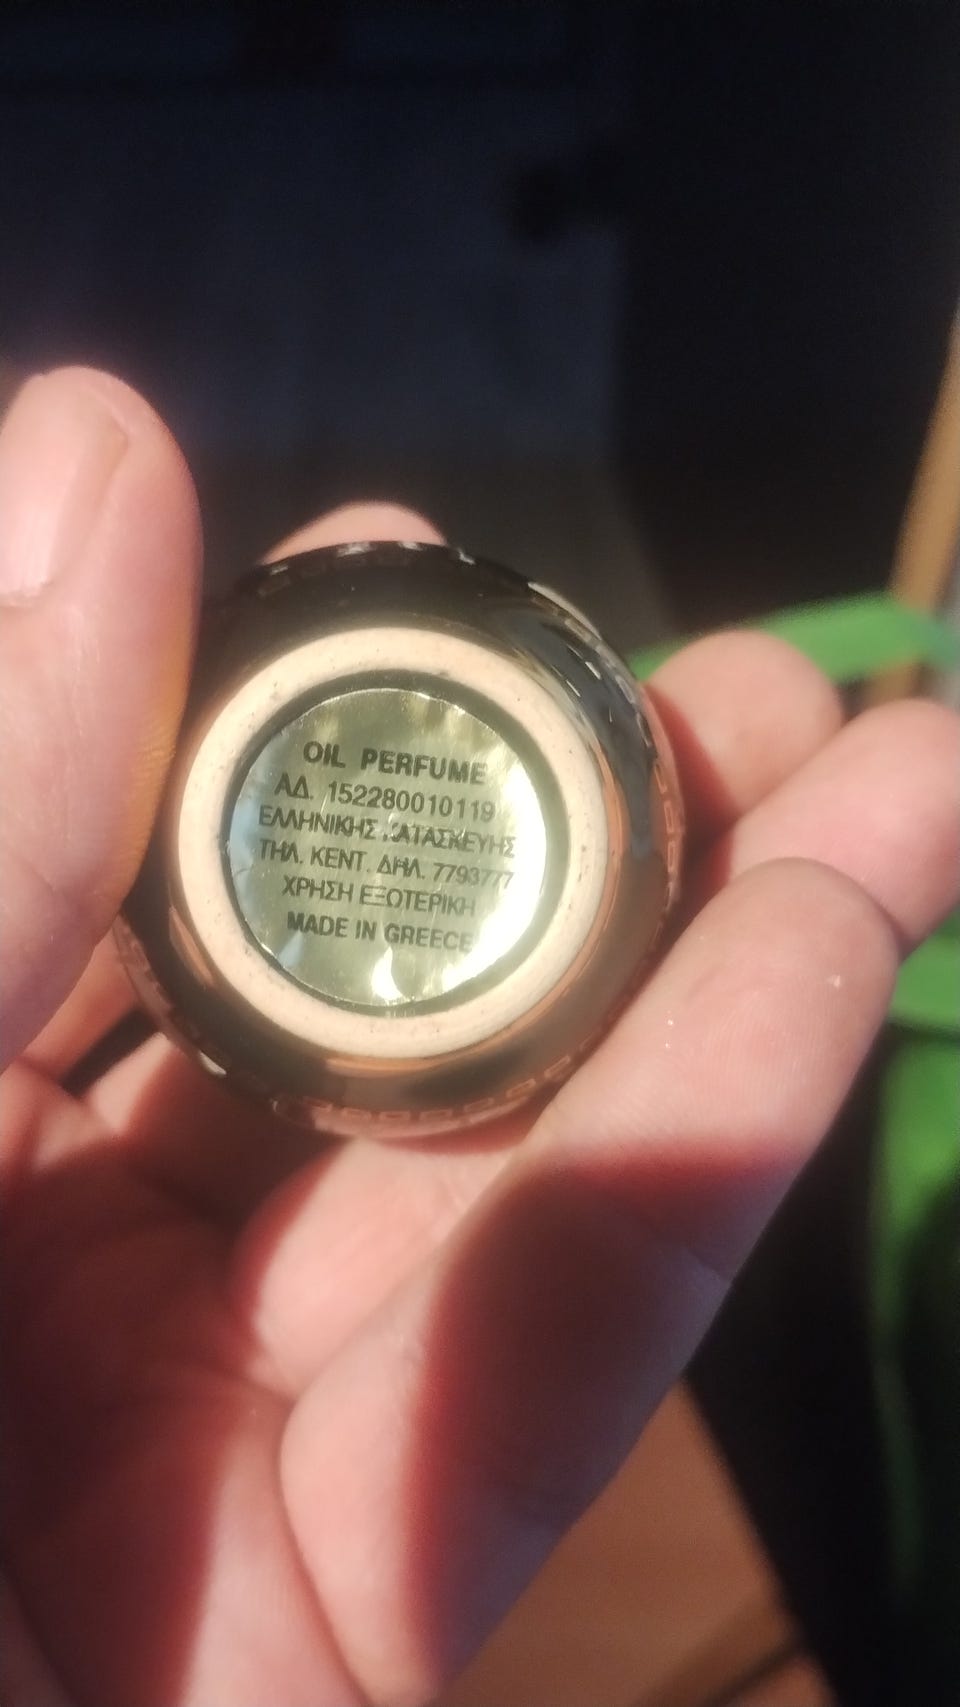 OIL PERFUME
ΑΔ. 152280010119
ΕΛΛΗΝΙΚΗΣ ΚΑΤΑΣΚΕΥΗΣ
ΤΗΛ. ΚΕΝΤ. ΔΗΛ. 7793777
ΧΡΗΣΗ ΕΞΩΤΕΡΙΚΗ
MADE IN GREECE